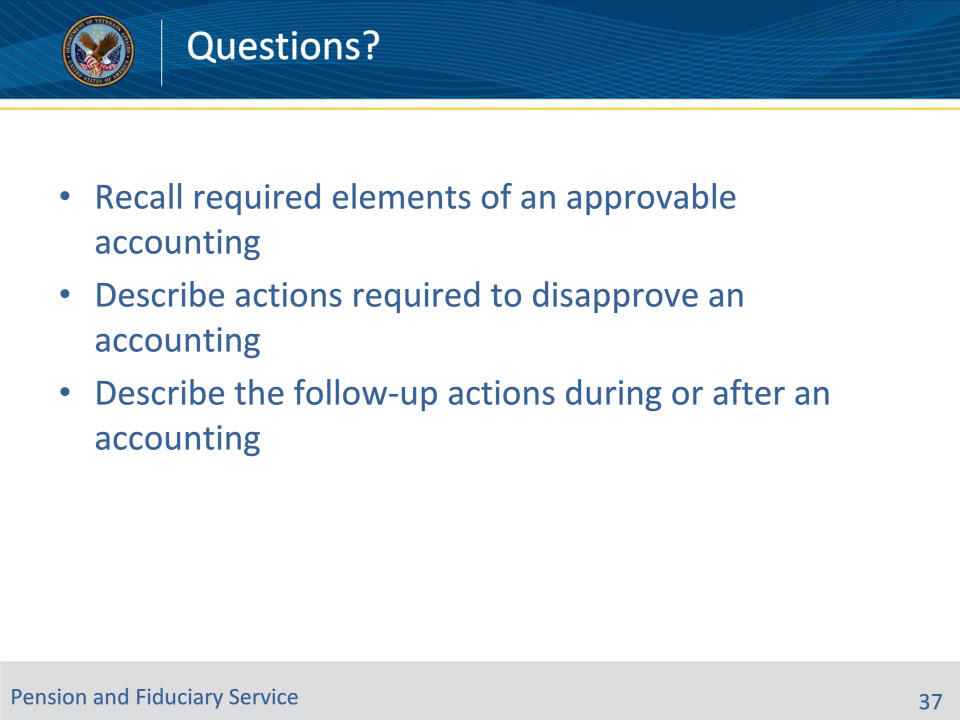 DEPARTMENT OF VETERANS AFFAIRS
UNITED STATES OF AMERICA
Questions?
• Recall required elements of an approvable
accounting
• Describe actions required to disapprove an
accounting
• Describe the follow-up actions during or after an
accounting
Pension and Fiduciary Service
37